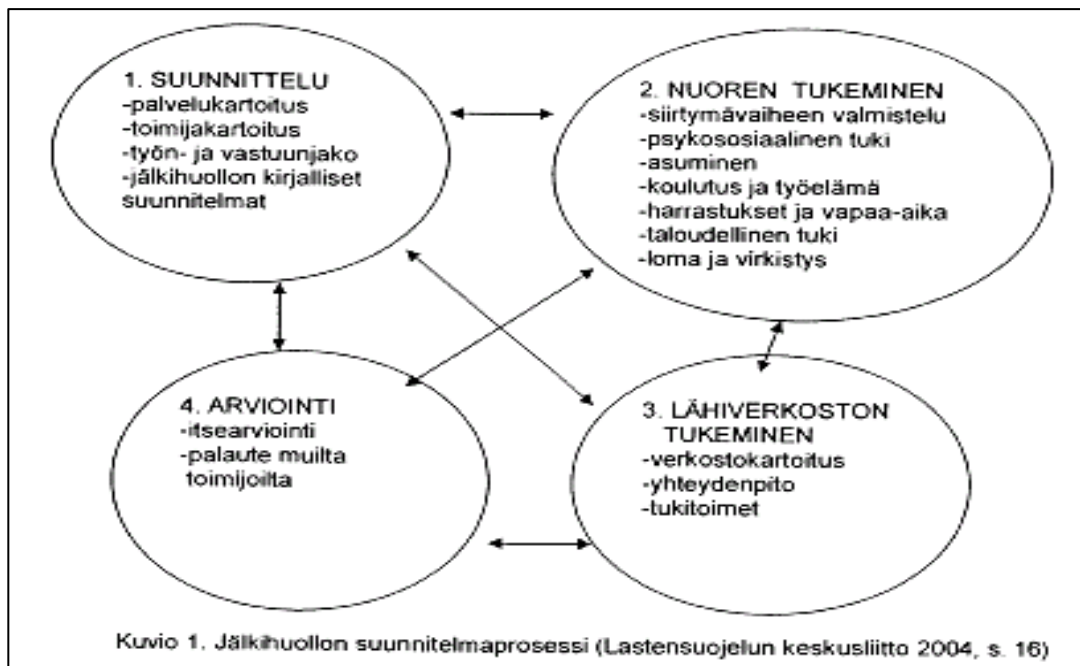 1. SUUNNITTELU
-palvelukartoitus
-toimijakartoitus
-työn- ja vastuunjako
-jälkihuollon kirjalliset
suunnitelmat
2. NUOREN TUKEMINEN
-siirtymävaiheen valmistelu
-psykososiaalinen tuki
-asuminen
-koulutus ja työelämä
-harrastukset ja vapaa-aika
-taloudellinen tuki
-loma ja virkistys
4. ARVIOINTI
-itsearviointi
-palaute muilta
toimijoilta
3. LÄHIVERKOSTON
TUKEMINEN
-verkostokartoitus
-yhteydenpito
-tukitoimet
Kuvio 1. Jälkihuollon suunnitelmaprosessi (Lastensuojelun keskusliitto 2004, s. 16)